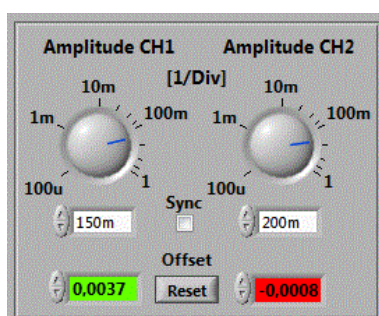 Amplitude CH1 Amplitude CH2
[1/Div]
10m 10m
1m 100m 1m 100m
100u 1 100u 1
Sync
150m 200m
Offset
0,0037 Reset -0,0008